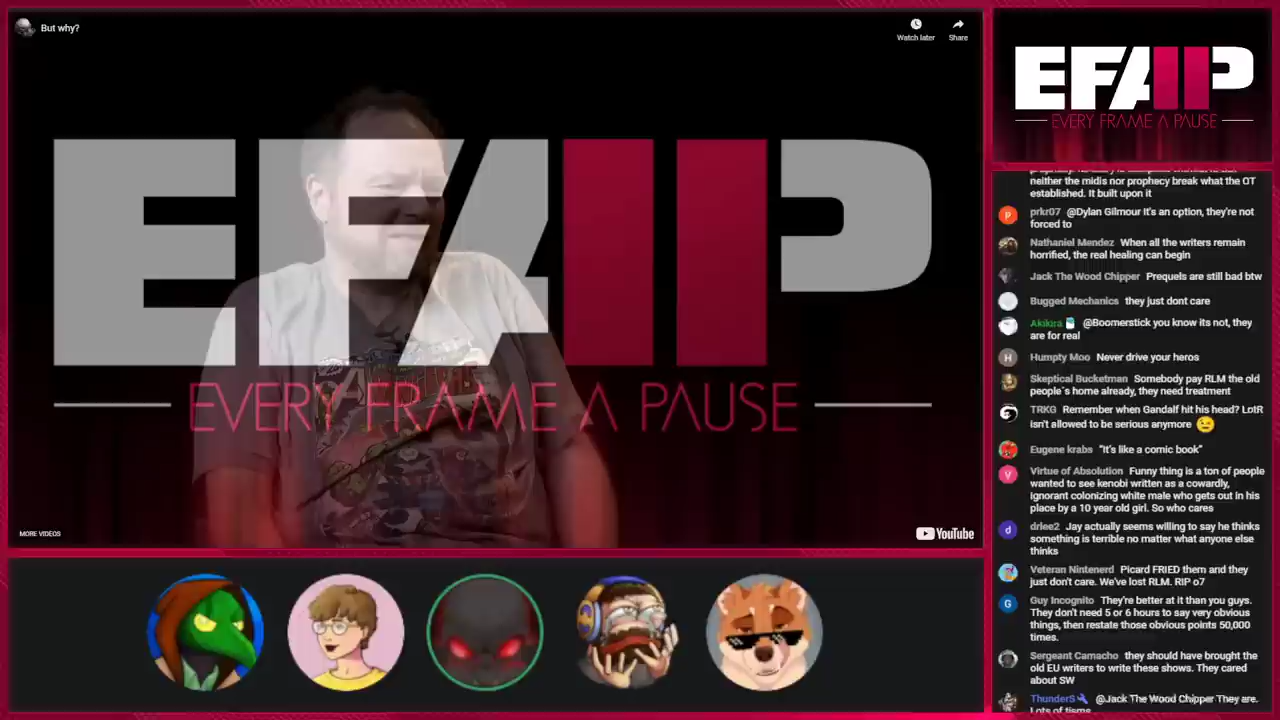 But why?
Watch later
Share
EFAP
EVERY FRAME A PAUSE
MORE VIDEOS
YouTube
EFAP
EVERY FRAME A PAUSE
neither the midis nor prophecy break what the OT
established. It built upon it
prkr07 @Dylan Gilmour It's an option, they're not
forced to
Nathaniel Mendez When all the writers remain
horrified, the real healing can begin
Jack The Wood Chipper Prequels are still bad btw
Bugged Mechanics they just dont care
Akikira @Boomerstick you know its not, they
are for real
Humpty Moo Never drive your heros
Skeptical Bucketman Somebody pay RLM the old
people`s home already, they need treatment
TRKG Remember when Gandalf hit his head? LotR
isn't allowed to be serious anymore 😉
Eugene krabs "It's like a comic book"
Virtue of Absolution Funny thing is a ton of people
wanted to see kenobi written as a cowardly,
ignorant colonizing white male who gets out in his
place by a 10 year old girl. So who cares
drlee2 Jay actually seems willing to say he thinks
something is terrible no matter what anyone else
thinks
Veteran Nintenerd Picard FRIED them and they
just don't care. We've lost RLM. RIP o7
Guy Incognito They're better at it than you guys.
They don't need 5 or 6 hours to say very obvious
things, then restate those obvious points 50,000
times.
Sergeant Camacho they should have brought the
old EU writers to write these shows. They cared
about SW
ThunderS @Jack The Wood Chipper They are.
Lots of tisms